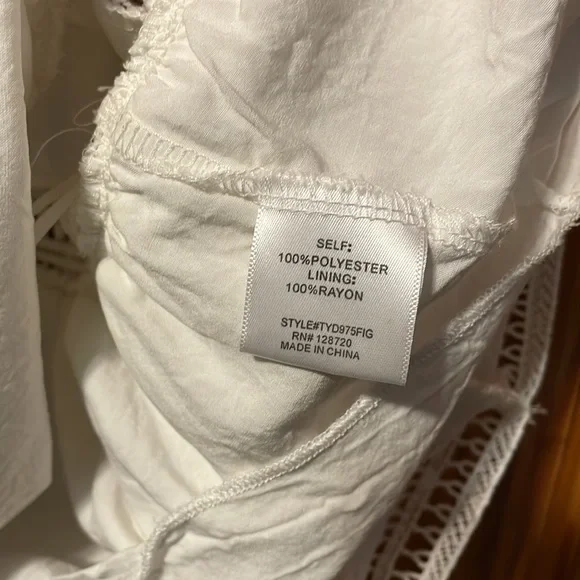 SELF:
100%POLYESTER
LINING:
100%RAYON
STYLE#TYD975FIG
RN# 128720
MADE IN CHINA